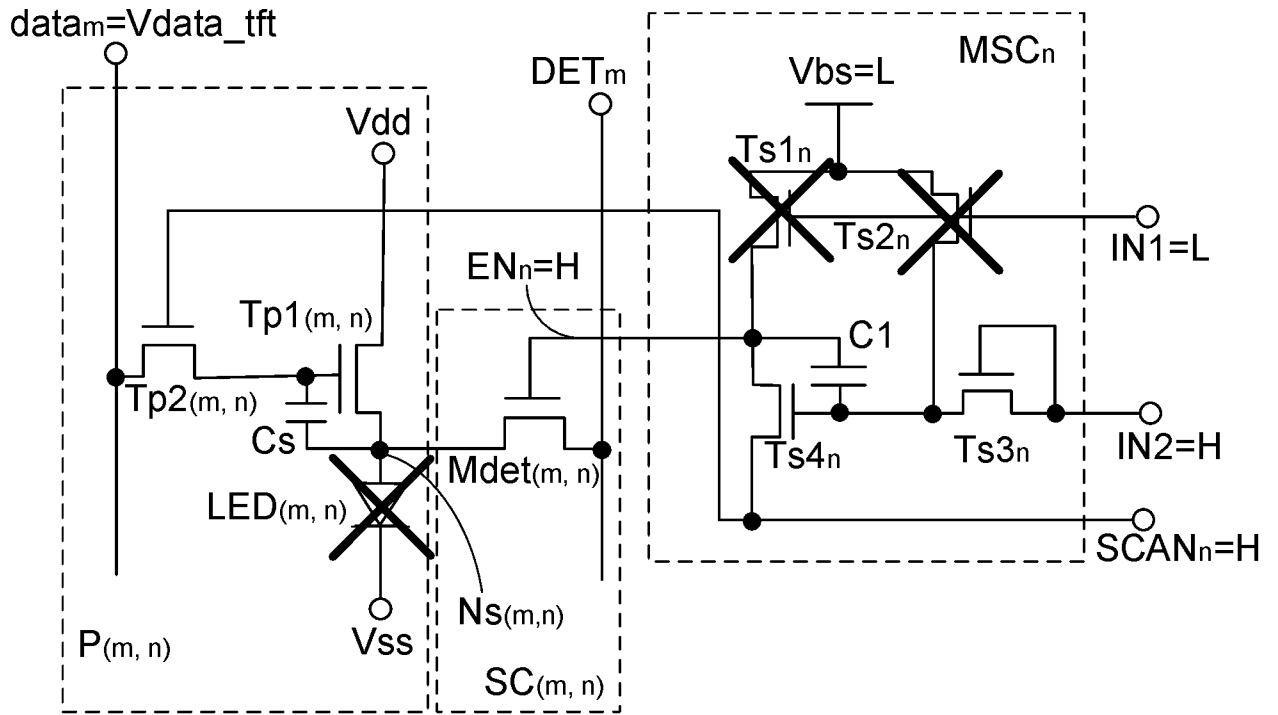 datam=Vdata_tft
DETm
MSCn
Vbs=L
Vdd
Ts1n
Ts2n
IN1=L
ENn=H
Tp1(m, n)
C1
Tp2(m, n)
Cs
Mdet(m, n)
Ts4n
Ts3n
IN2=H
LED(m, n)
SCANn=H
Ns(m,n)
Vss
P(m, n)
SC(m, n)